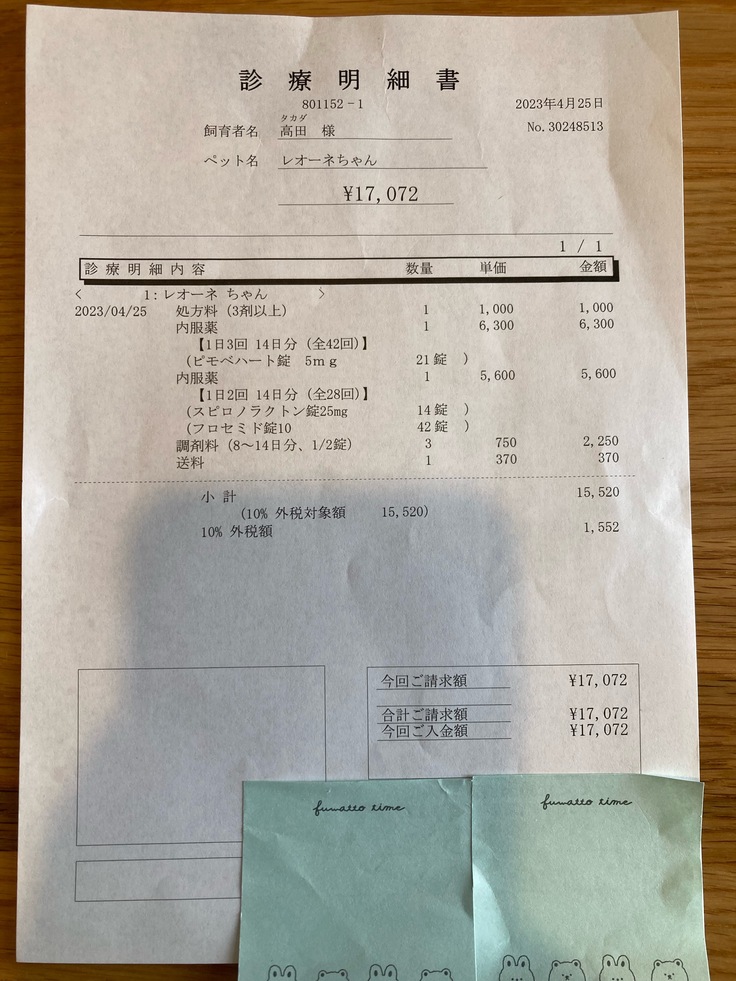 診療明細書
801152-1
2023年4月25日
タカダ
飼育者名 高田 様
No.30248513
ペット名 レオーネちゃん
¥17,072
1 / 1
診療明細内容 数量 単価 金額
< 1:レオーネ ちゃん >
2023/04/25 処方料 (3剤以上) 1 1,000 1,000
内服薬 1 6,300 6,300
【1日3回 14日分 (全42回)】
(ピモベハート錠 5mg 21錠 )
内服薬 1 5,600 5,600
【1日2回 14日分 (全28回)】
(スピロノラクトン錠25mg 14錠 )
(フロセミド錠10 42錠 )
調剤料 (8〜14日分、1/2錠) 3 750 2,250
送料 1 370 370
小 計 15,520
(10% 外税対象額 15,520)
10% 外税額 1,552
今回ご請求額 ¥17,072
合計ご請求額 ¥17,072
今回ご入金額 ¥17,072
fuwatto time
fuwatto time